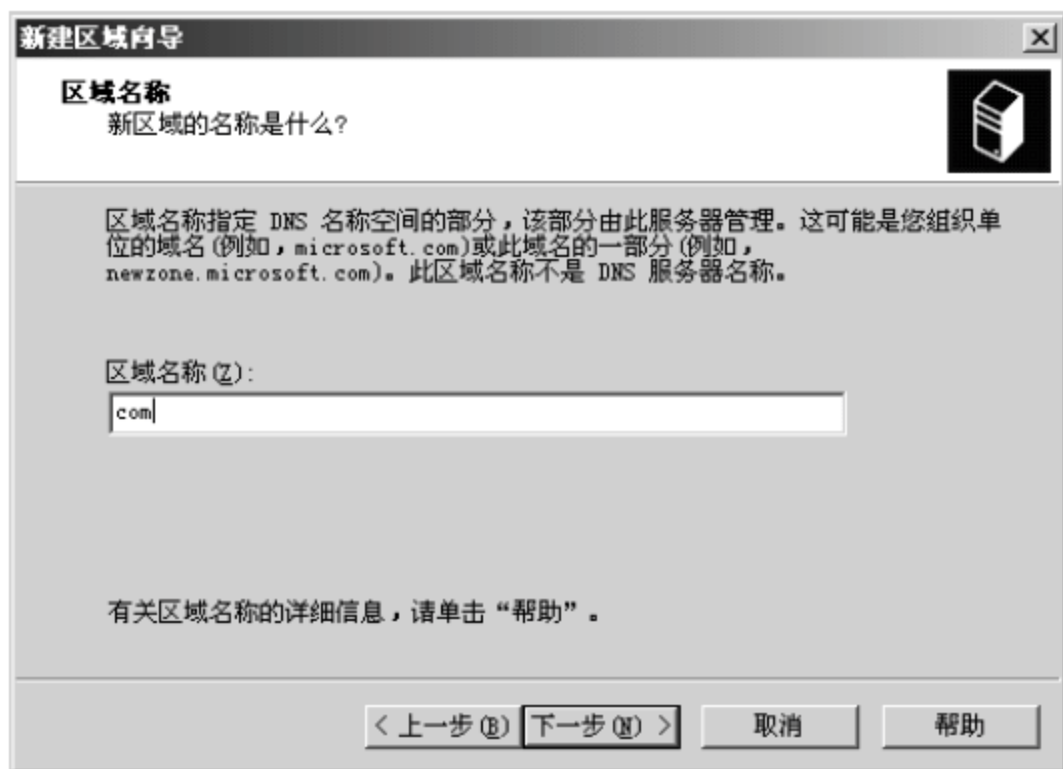 新建区域向导
区域名称
新区域的名称是什么?
区域名称指定 DNS 名称空间的部分，该部分由此服务器管理。这可能是您组织单
位的域名(例如，microsoft.com)或此域名的一部分(例如，
newzone.microsoft.com)。此区域名称不是 DNS 服务器名称。
区域名称(Z):
com
有关区域名称的详细信息，请单击“帮助”。
< 上一步(B) 下一步(N) > 取消 帮助